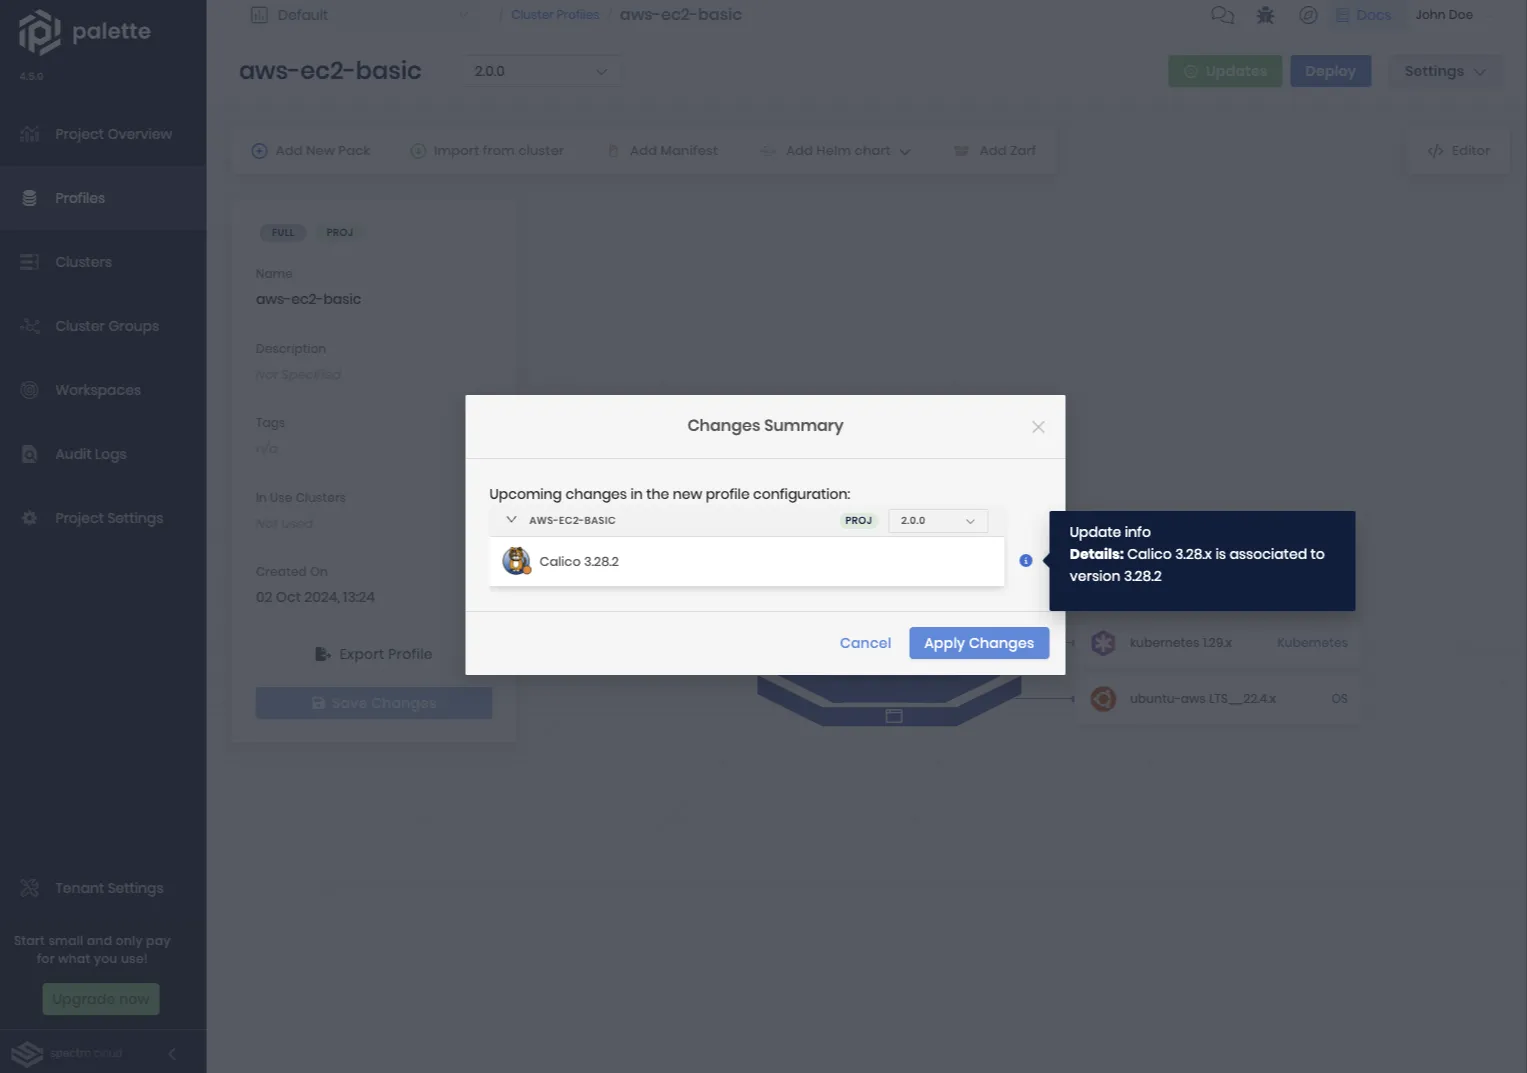 palette
4.5.0
Project Overview
Profiles
Clusters
Cluster Groups
Workspaces
Audit Logs
Project Settings
Tenant Settings
Start small and only pay
for what you use!
Upgrade now
spectro cloud
Default / Cluster Profiles / aws-ec2-basic
Docs John Doe
aws-ec2-basic 2.0.0 Updates Deploy Settings
Add New Pack Import from cluster Add Manifest Add Helm chart Add Zarf Editor
FULL PROJ
Name
aws-ec2-basic
Description
Not Specified
Tags
n/a
In Use Clusters
Not used
Created On
02 Oct 2024, 13:24
Export Profile
Save Changes
Changes Summary
Upcoming changes in the new profile configuration:
AWS-EC2-BASIC PROJ 2.0.0
Calico 3.28.2
Update info
Details: Calico 3.28.x is associated to
version 3.28.2
Cancel Apply Changes
kubernetes 1.29.x Kubernetes
ubuntu-aws LTS__22.4.x OS